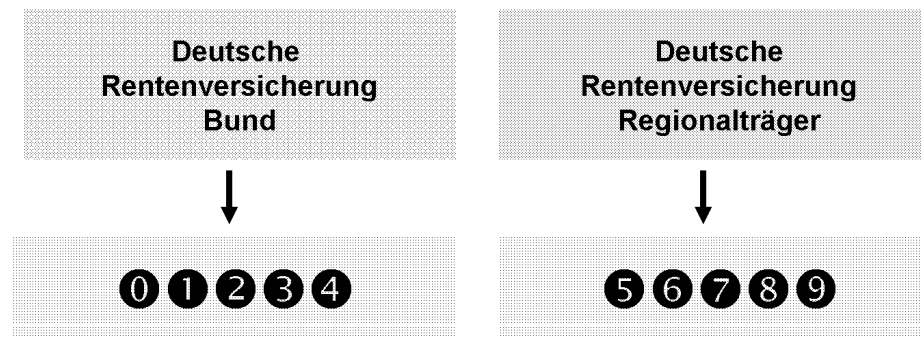 Deutsche
Rentenversicherung
Bund
Deutsche
Rentenversicherung
Regionalträger
0 1 2 3 4
5 6 7 8 9